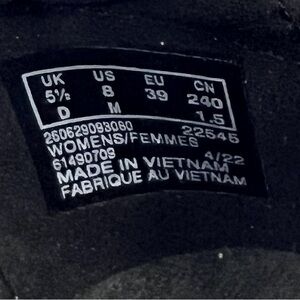 UK US EU CN
5½ 8 39 240
D M 1.5
260629093080 22545
WOMENS/FEMMES
61490709 4/22
MADE IN VIETNAM
FABRIQUE AU VIETNAM